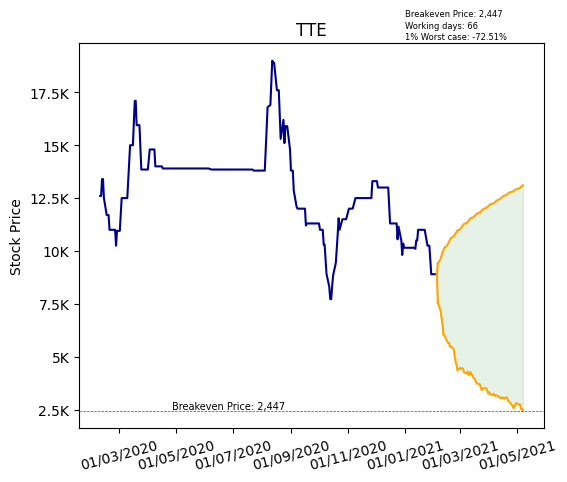 Breakeven Price: 2,447
Working days: 66
1% Worst case: -72.51%
TTE
Stock Price
17.5K
15K
12.5K
10K
7.5K
5K
2.5K
Breakeven Price: 2,447
01/03/2020 01/05/2020 01/07/2020 01/09/2020 01/11/2020 01/01/2021 01/03/2021 01/05/2021